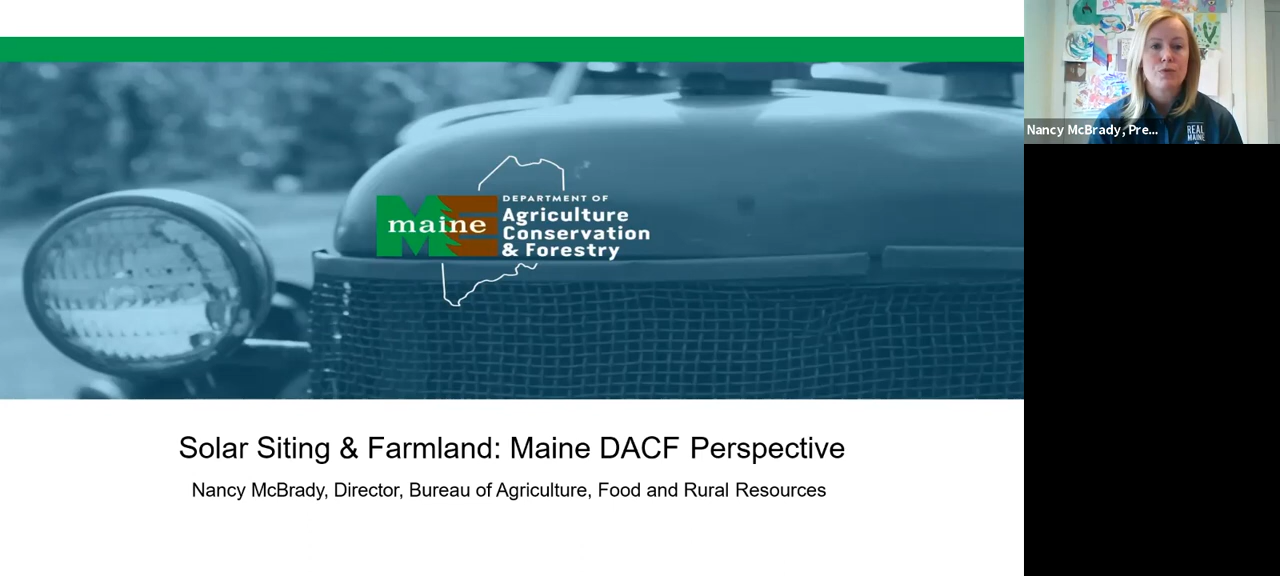 maine
DEPARTMENT OF
Agriculture
Conservation
& Forestry
Solar Siting & Farmland: Maine DACF Perspective
Nancy McBrady, Director, Bureau of Agriculture, Food and Rural Resources
Nancy McBrady, Pre...
REAL
MAINE